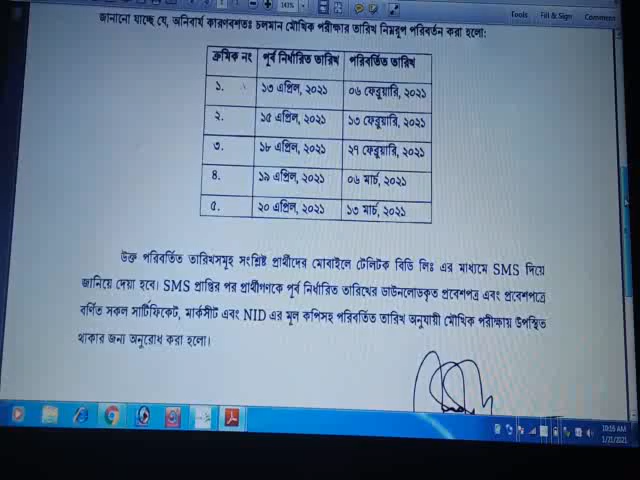 143%
Tools Fill & Sign Comment
জানানো যাচ্ছে যে, অনিবার্য কারণবশতঃ চলমান মৌখিক পরীক্ষার তারিখ নিম্নরূপ পরিবর্তন করা হলো:
ক্রমিক নং পূর্ব নির্ধারিত তারিখ পরিবর্তিত তারিখ
১. ১৩ এপ্রিল, ২০২১ ০৬ ফেব্রুয়ারি, ২০২১
২. ১৫ এপ্রিল, ২০২১ ১৩ ফেব্রুয়ারি, ২০২১
৩. ১৮ এপ্রিল, ২০২১ ২৭ ফেব্রুয়ারি, ২০২১
৪. ১৯ এপ্রিল, ২০২১ ০৬ মার্চ, ২০২১
৫. ২০ এপ্রিল, ২০২১ ১৩ মার্চ, ২০২১
উক্ত পরিবর্তিত তারিখসমূহ সংশ্লিষ্ট প্রার্থীদের মোবাইলে টেলিটক বিডি লিঃ এর মাধ্যমে SMS দিয়ে
জানিয়ে দেয়া হবে। SMS প্রাপ্তির পর প্রার্থীগণকে পূর্ব নির্ধারিত তারিখের ডাউনলোডকৃত প্রবেশপত্র এবং প্রবেশপত্রে
বর্ণিত সকল সার্টিফিকেট, মার্কসীট এবং NID এর মূল কপিসহ পরিবর্তিত তারিখ অনুযায়ী মৌখিক পরীক্ষায় উপস্থিত
থাকার জন্য অনুরোধ করা হলো।
10:55 AM
1/21/2021